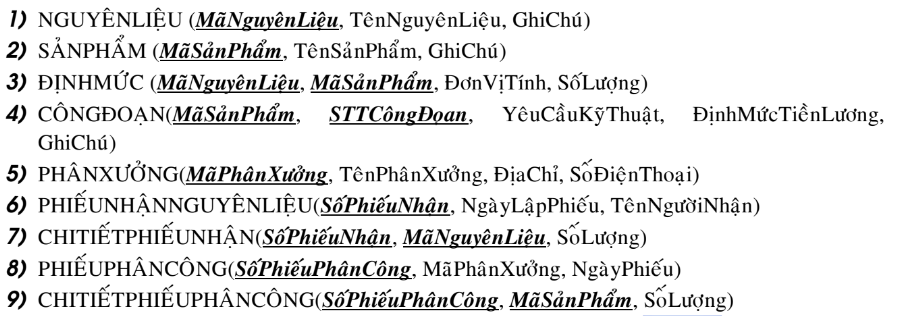 1) NGUYÊNLIỆU (MãNguyênLiệu, TênNguyênLiệu, GhiChú)
2) SẢNPHẨM (MãSảnPhẩm, TênSảnPhẩm, GhiChú)
3) ĐỊNHMỨC (MãNguyênLiệu, MãSảnPhẩm, ĐơnVịTính, SốLượng)
4) CÔNGĐOẠN(MãSảnPhẩm, STTCôngĐoạn, YêuCầuKỹThuật, ĐịnhMứcTiềnLương,
GhiChú)
5) PHÂNXƯỞNG(MãPhânXưởng, TênPhânXưởng, ĐịaChỉ, SốĐiệnThoại)
6) PHIẾUNHẬNNGUYÊNLIỆU(SốPhiếuNhận, NgàyLậpPhiếu, TênNgườiNhận)
7) CHITIẾTPHIẾUNHẬN(SốPhiếuNhận, MãNguyênLiệu, SốLượng)
8) PHIẾUPHÂNCÔNG(SốPhiếuPhânCông, MãPhânXưởng, NgàyPhiếu)
9) CHITIẾTPHIẾUPHÂNCÔNG(SốPhiếuPhânCông, MãSảnPhẩm, SốLượng)